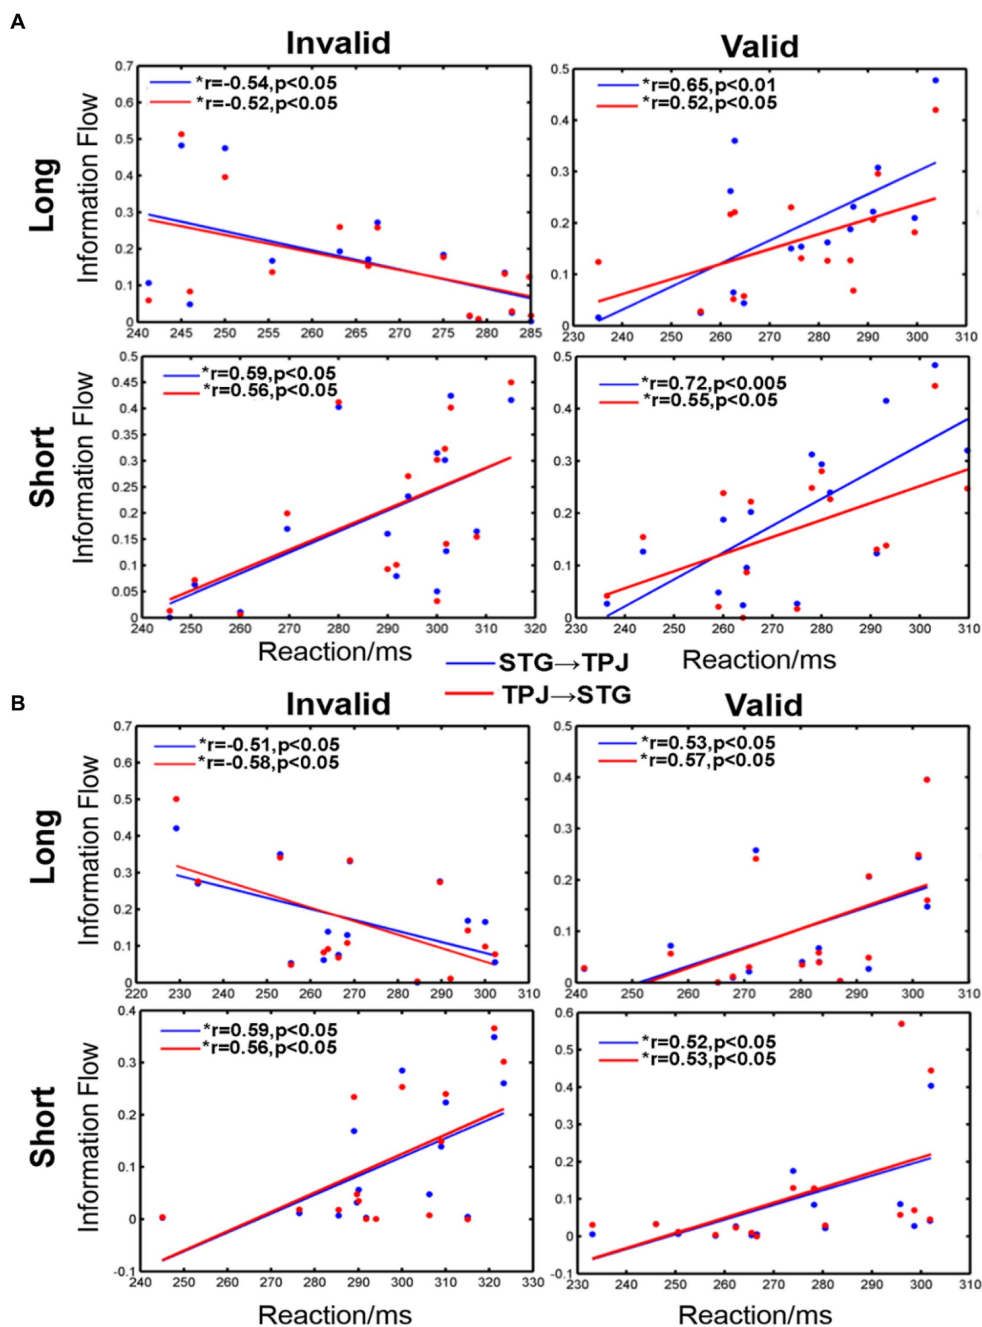 A
Invalid
Valid
Long
Information Flow
0.7
0.6
0.5
0.4
0.3
0.2
0.1
0
*r=-0.54,p<0.05
*r=-0.52,p<0.05
240 245 250 255 260 265 270 275 280 285
0.5
0.4
0.3
0.2
0.1
0
*r=0.65,p<0.01
*r=0.52,p<0.05
230 240 250 260 270 280 290 300 310
Short
Information Flow
0.5
0.45
0.4
0.35
0.3
0.25
0.2
0.15
0.1
0.05
0
*r=0.59,p<0.05
*r=0.56,p<0.05
240 250 260 270 280 290 300 310 320
Reaction/ms
0.5
0.4
0.3
0.2
0.1
0
*r=0.72,p<0.005
*r=0.55,p<0.05
230 240 250 260 270 280 290 300 310
Reaction/ms
STG→TPJ
TPJ→STG
B
Invalid
Valid
Long
Information Flow
0.7
0.6
0.5
0.4
0.3
0.2
0.1
0
*r=-0.51,p<0.05
*r=-0.58,p<0.05
220 230 240 250 260 270 280 290 300 310
0.5
0.4
0.3
0.2
0.1
0
*r=0.53,p<0.05
*r=0.57,p<0.05
240 250 260 270 280 290 300 310
Short
Information Flow
0.4
0.3
0.2
0.1
0
-0.1
*r=0.59,p<0.05
*r=0.56,p<0.05
240 250 260 270 280 290 300 310 320 330
Reaction/ms
0.6
0.5
0.4
0.3
0.2
0.1
0
-0.1
*r=0.52,p<0.05
*r=0.53,p<0.05
230 240 250 260 270 280 290 300 310
Reaction/ms